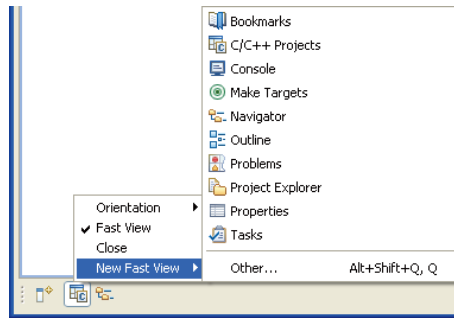 Bookmarks
C/C++ Projects
Console
Make Targets
Navigator
Outline
Problems
Project Explorer
Properties
Tasks
Other... Alt+Shift+Q, Q
Orientation
Fast View
Close
New Fast View